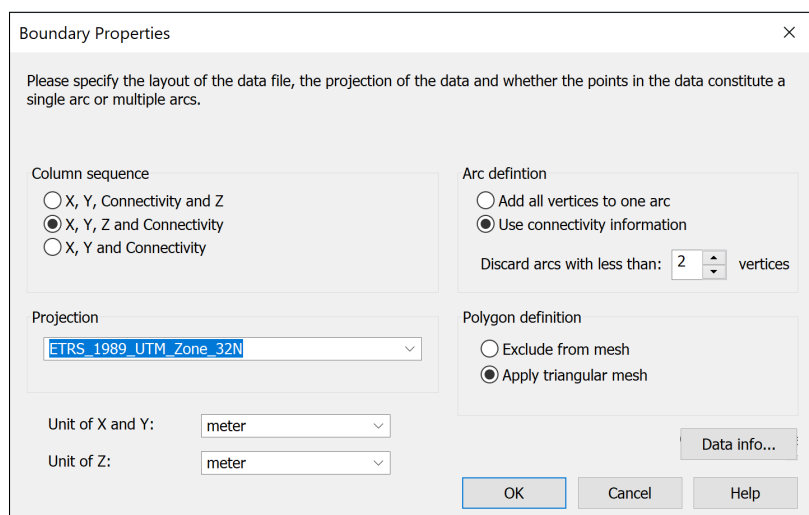 Boundary Properties
Please specify the layout of the data file, the projection of the data and whether the points in the data constitute a
single arc or multiple arcs.
Column sequence
X, Y, Connectivity and Z
X, Y, Z and Connectivity
X, Y and Connectivity
Arc defintion
Add all vertices to one arc
Use connectivity information
Discard arcs with less than: 2 vertices
Projection
ETRS_1989_UTM_Zone_32N
Polygon definition
Exclude from mesh
Apply triangular mesh
Unit of X and Y: meter
Unit of Z: meter
Data info...
OK Cancel Help